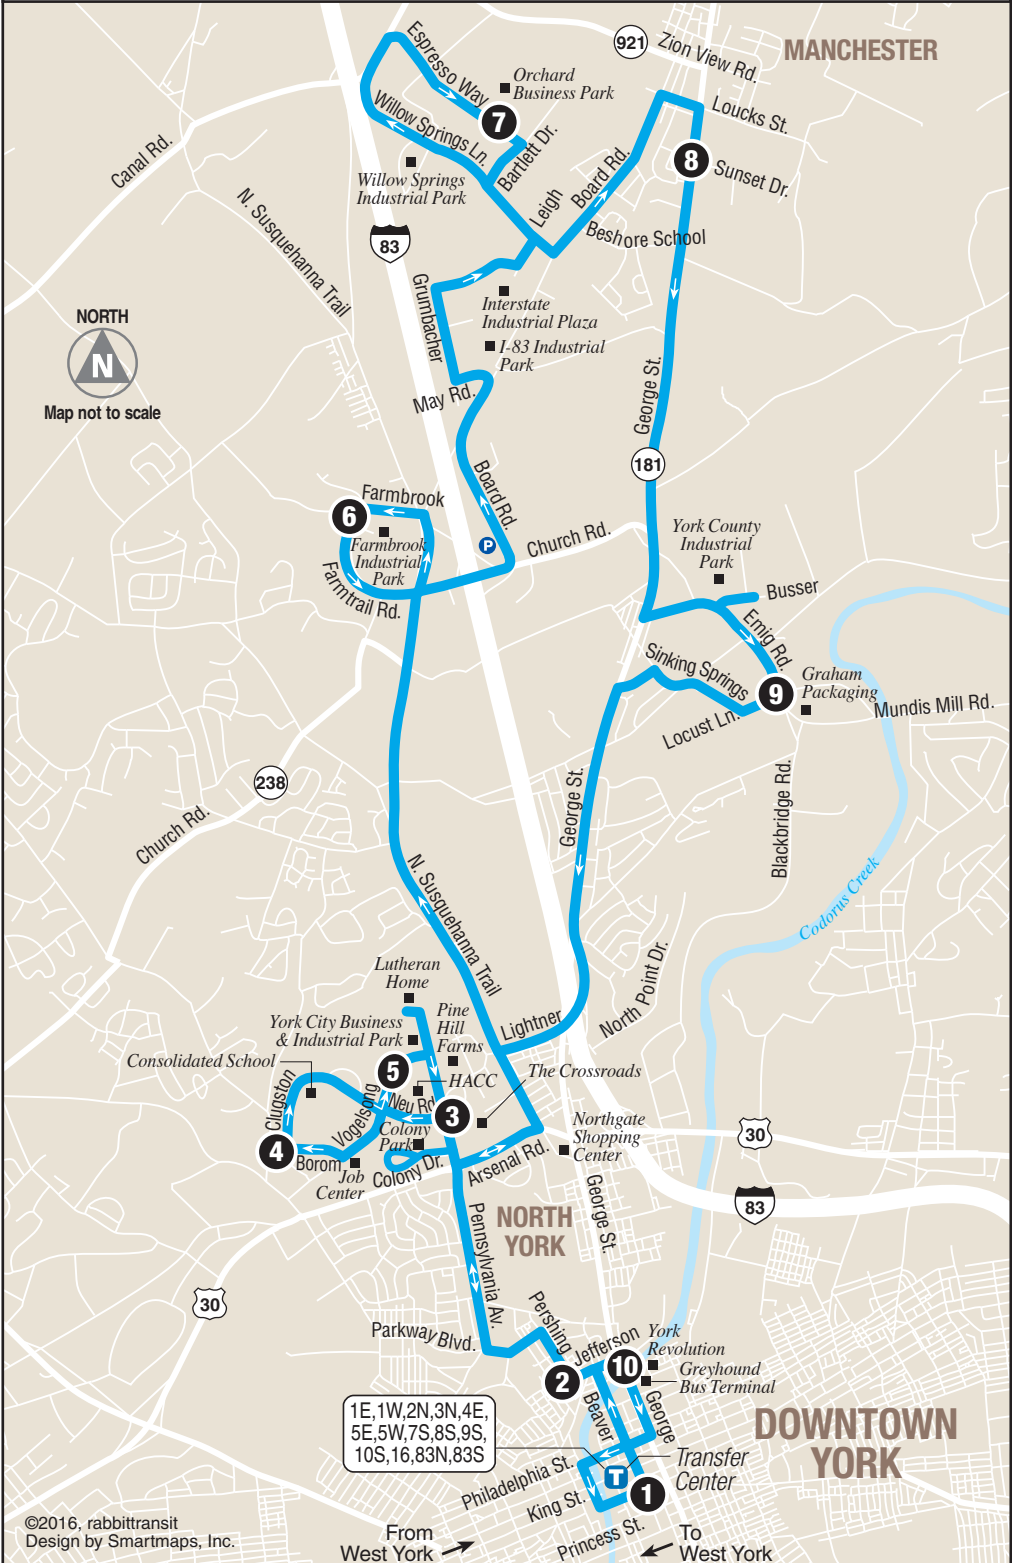 921
Zion View Rd.
MANCHESTER
Espresso Way
Orchard
Business Park
7
Loucks St.
Willow Springs Ln.
Bartlett Dr.
8
Sunset Dr.
Canal Rd.
Willow Springs
Industrial Park
Leigh
Board Rd.
N. Susquehanna Trail
83
Beshore School
Grumbacher
Interstate
Industrial Plaza
NORTH
N
Map not to scale
I-83 Industrial
Park
May Rd.
George St.
181
Board Rd.
Farmbrook
6
Farmbrook
Industrial
Park
P
Church Rd.
York County
Industrial
Park
Farmtrail Rd.
Busser
Emig Rd.
Sinking Springs
9
Graham
Packaging
Mundis Mill Rd.
Locust Ln.
238
George St.
Blackbridge Rd.
Church Rd.
N. Susquehanna Trail
Codorus Creek
Lutheran
Home
North Point Dr.
York City Business
& Industrial Park
Pine
Hill
Farms
Lightner
Consolidated School
5
HACC
The Crossroads
Clugston
Vogelsong
Neu Rd.
3
Colony
Park
Northgate
Shopping
Center
30
4
Borom
Job
Center
Colony Dr.
Arsenal Rd.
83
NORTH
YORK
George St.
Pennsylvania Av.
30
Parkway Blvd.
Pershing
Jefferson
York
Revolution
10
Greyhound
Bus Terminal
2
Beaver
George
1E,1W,2N,3N,4E,
5E,5W,7S,8S,9S,
10S,16,83N,83S
DOWNTOWN
YORK
Philadelphia St.
T
Transfer
Center
King St.
1
Princess St.
©2016, rabbittransit
Design by Smartmaps, Inc.
From
West York
To
West York